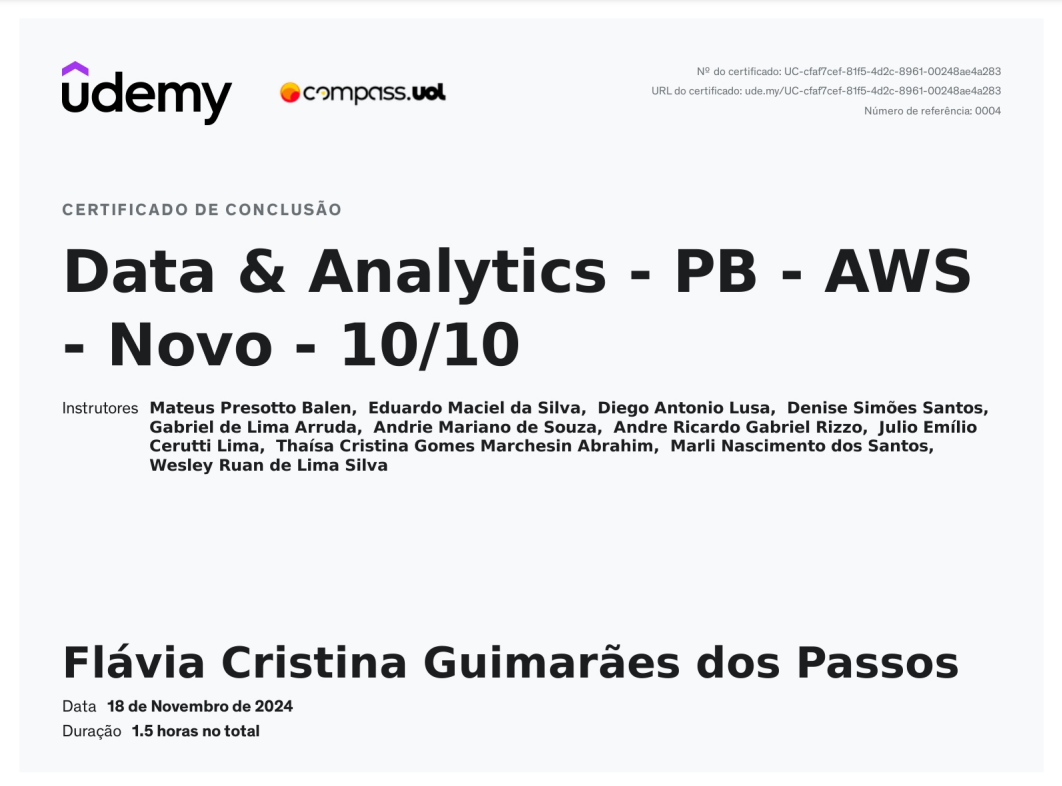 udemy
compass.uol
Nº do certificado: UC-cfaf7cef-81f5-4d2c-8961-00248ae4a283
URL do certificado: ude.my/UC-cfaf7cef-81f5-4d2c-8961-00248ae4a283
Número de referência: 0004
CERTIFICADO DE CONCLUSÃO
Data & Analytics - PB - AWS
- Novo - 10/10
Instrutores Mateus Presotto Balen, Eduardo Maciel da Silva, Diego Antonio Lusa, Denise Simões Santos,
Gabriel de Lima Arruda, Andrie Mariano de Souza, Andre Ricardo Gabriel Rizzo, Julio Emílio
Cerutti Lima, Thaísa Cristina Gomes Marchesin Abrahim, Marli Nascimento dos Santos,
Wesley Ruan de Lima Silva
Flávia Cristina Guimarães dos Passos
Data 18 de Novembro de 2024
Duração 1.5 horas no total